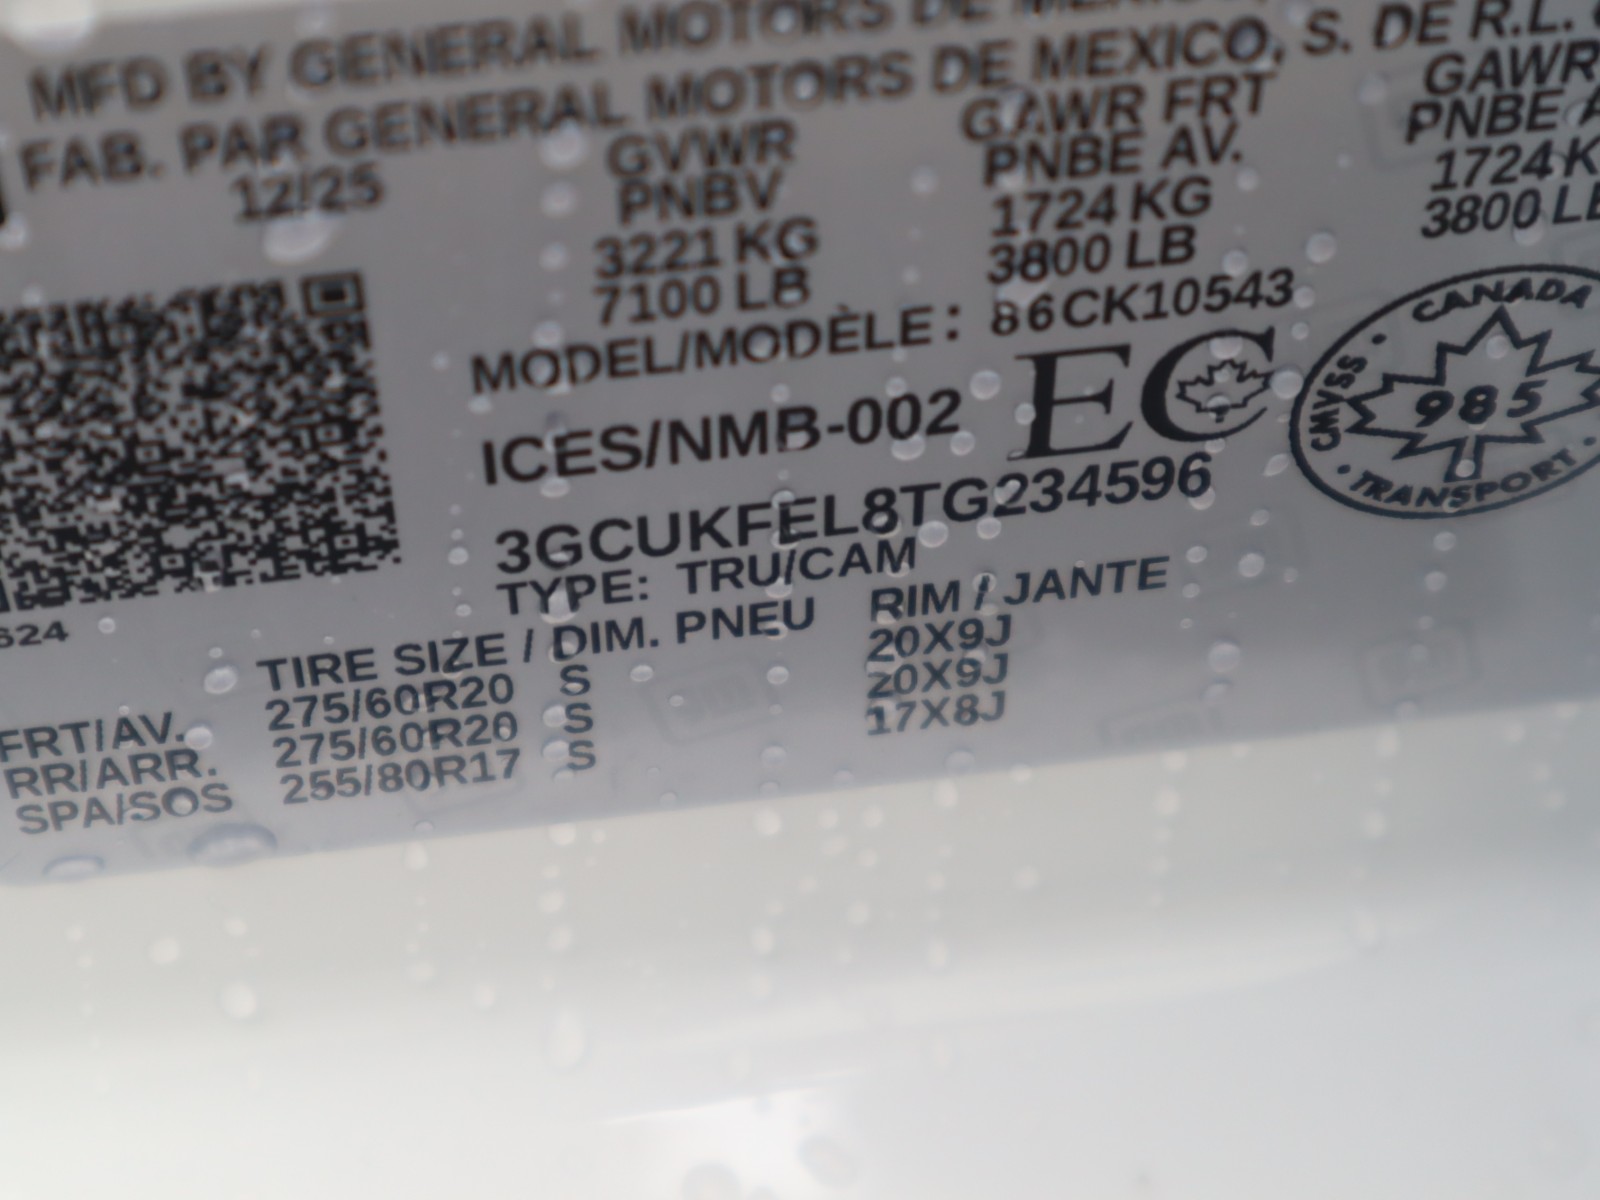 MFD BY GENERAL MOTORS DE MEXICO,
FAB. PAR GENERAL MOTORS DE MEXICO, S. DE R.L.
12/25
GVWR
PNBV
3221 KG
7100 LB
GAWR FRT
PNBE AV.
1724 KG
3800 LB
GAWR
PNBE
1724 K
3800 LB
MODEL/MODÈLE: 86CK10543
ICES/NMB-002 EC
CANADA
CMVSS
985
TRANSPORT
3GCUKFEL8TG234596
TYPE: TRU/CAM
624
TIRE SIZE / DIM. PNEU RIM / JANTE
FRT/AV. 275/60R20 S 20X9J
RR/ARR. 275/60R20 S 20X9J
SPA/SOS 255/80R17 S 17X8J